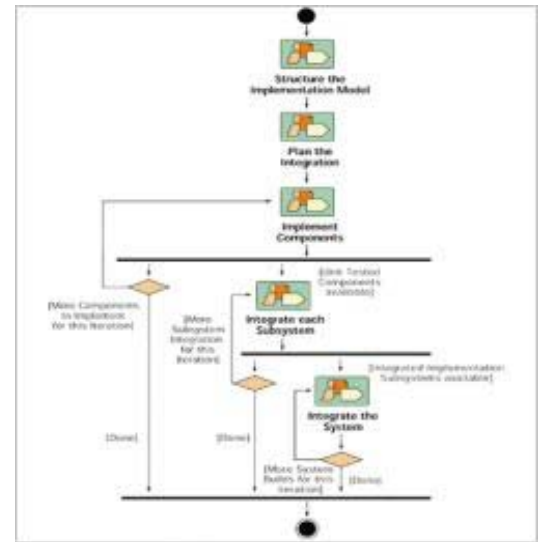 Structure the
Implementation Model
Plan the
Integration
Implement
Components
[Unit Tested
Components
available]
[More Components
to Implement
for this Iteration]
[More
Subsystem
Integration
for this
Iteration]
Integrate each
Subsystem
[Integrated Implementation
Subsystems available]
Integrate the
System
[Done]
[Done]
[More System
Builds for this
Iteration]
[Done]